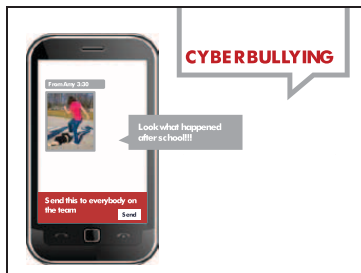 CYBERBULLYING
From Amy 3:30
Look what happened
after school!!!
Send this to everybody on
the team
Send